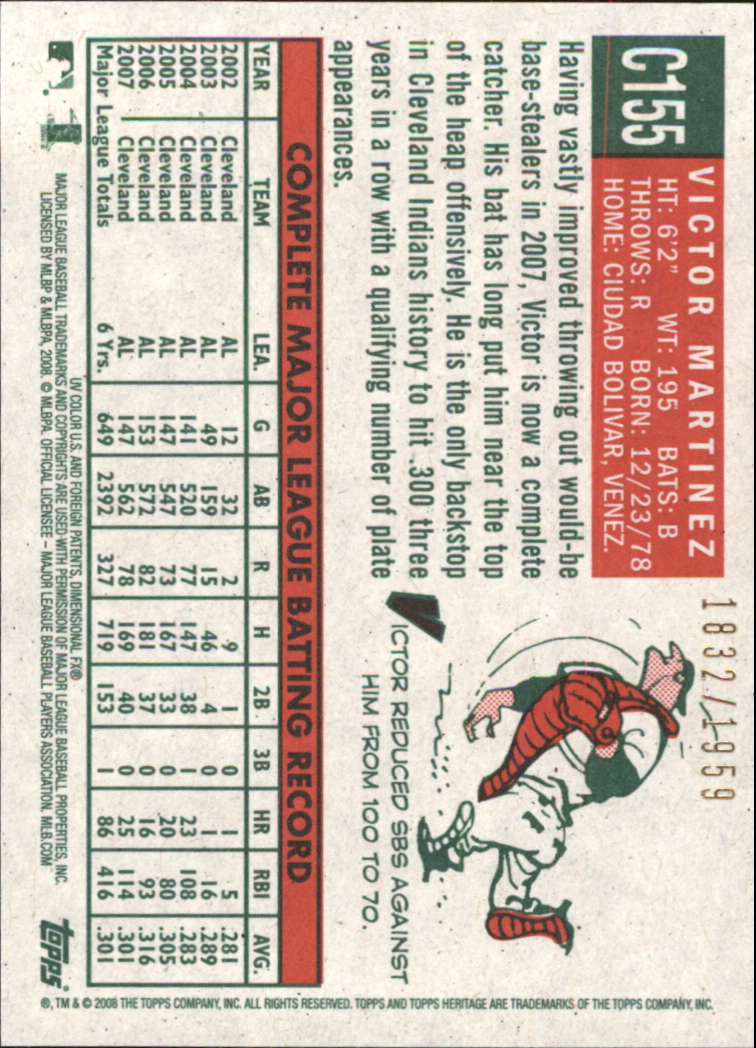 1832/1959
C155
VICTOR MARTINEZ
HT: 6'2" WT: 195 BATS: B
THROWS: R BORN: 12/23/78
HOME: CIUDAD BOLIVAR, VENEZ.
Having vastly improved throwing out would-be
base-stealers in 2007, Victor is now a complete
catcher. His bat has long put him near the top
of the heap offensively. He is the only backstop
in Cleveland Indians history to hit .300 three
years in a row with a qualifying number of plate
appearances.
VICTOR REDUCED SBS AGAINST
HIM FROM 100 TO 70.
COMPLETE MAJOR LEAGUE BATTING RECORD
YEAR TEAM LEA. G AB R H 2B 3B HR RBI AVG.
2002 Cleveland AL 12 32 2 9 1 0 1 5 .281
2003 Cleveland AL 49 159 15 46 4 0 1 16 .289
2004 Cleveland AL 141 520 77 147 38 1 23 108 .283
2005 Cleveland AL 147 547 73 167 33 0 20 80 .305
2006 Cleveland AL 153 572 82 181 37 0 16 93 .316
2007 Cleveland AL 147 562 78 169 40 0 25 114 .301
Major League Totals 6 Yrs. 649 2392 327 719 153 1 86 416 .301
UV COLOR U.S. AND FOREIGN PATENTS. DIMENSIONAL FX®
MAJOR LEAGUE BASEBALL TRADEMARKS AND COPYRIGHTS ARE USED WITH PERMISSION OF MAJOR LEAGUE BASEBALL PROPERTIES, INC.
LICENSED BY MLBP & MLBPA, 2008. © MLBPA. OFFICIAL LICENSEE – MAJOR LEAGUE BASEBALL PLAYERS ASSOCIATION. MLB.COM
Topps
®, TM & © 2008 THE TOPPS COMPANY, INC. ALL RIGHTS RESERVED. TOPPS AND TOPPS HERITAGE ARE TRADEMARKS OF THE TOPPS COMPANY, INC.